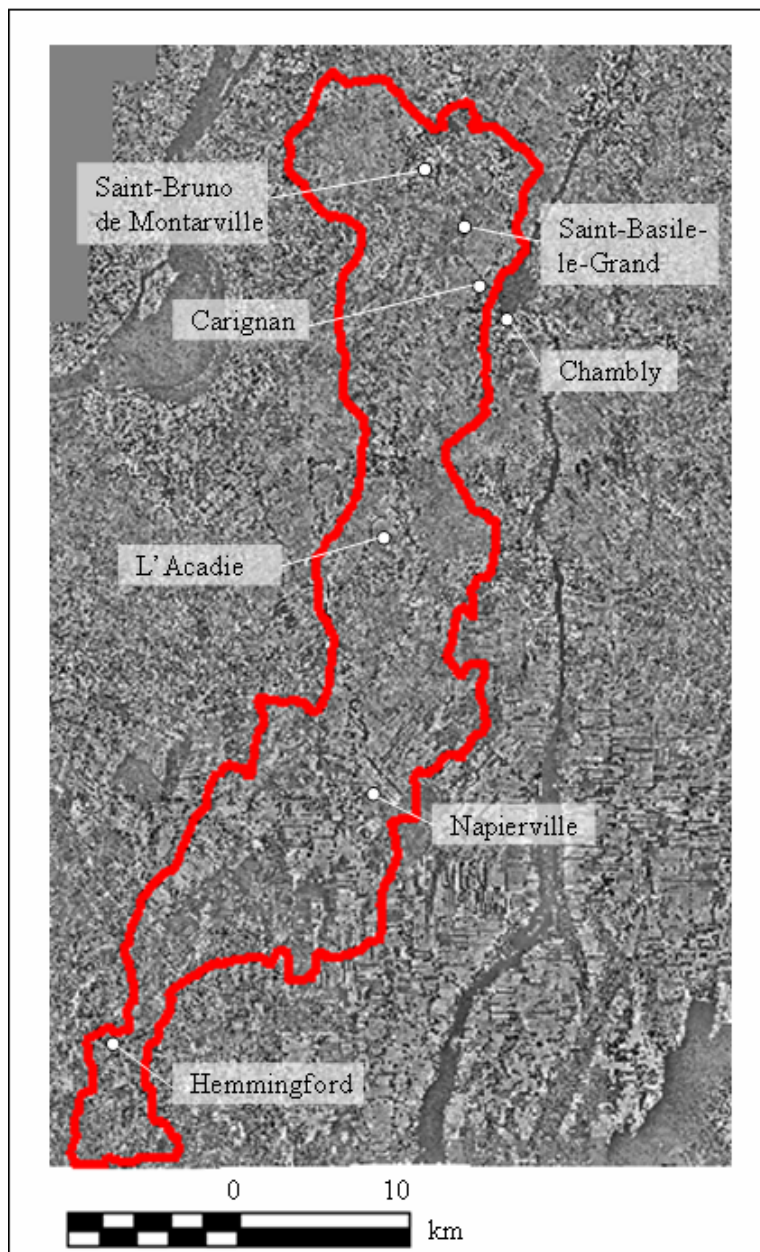 Saint-Bruno
de Montarville
Saint-Basile-
le-Grand
Carignan
Chambly
L'Acadie
Napierville
Hemmingford
0 10
km